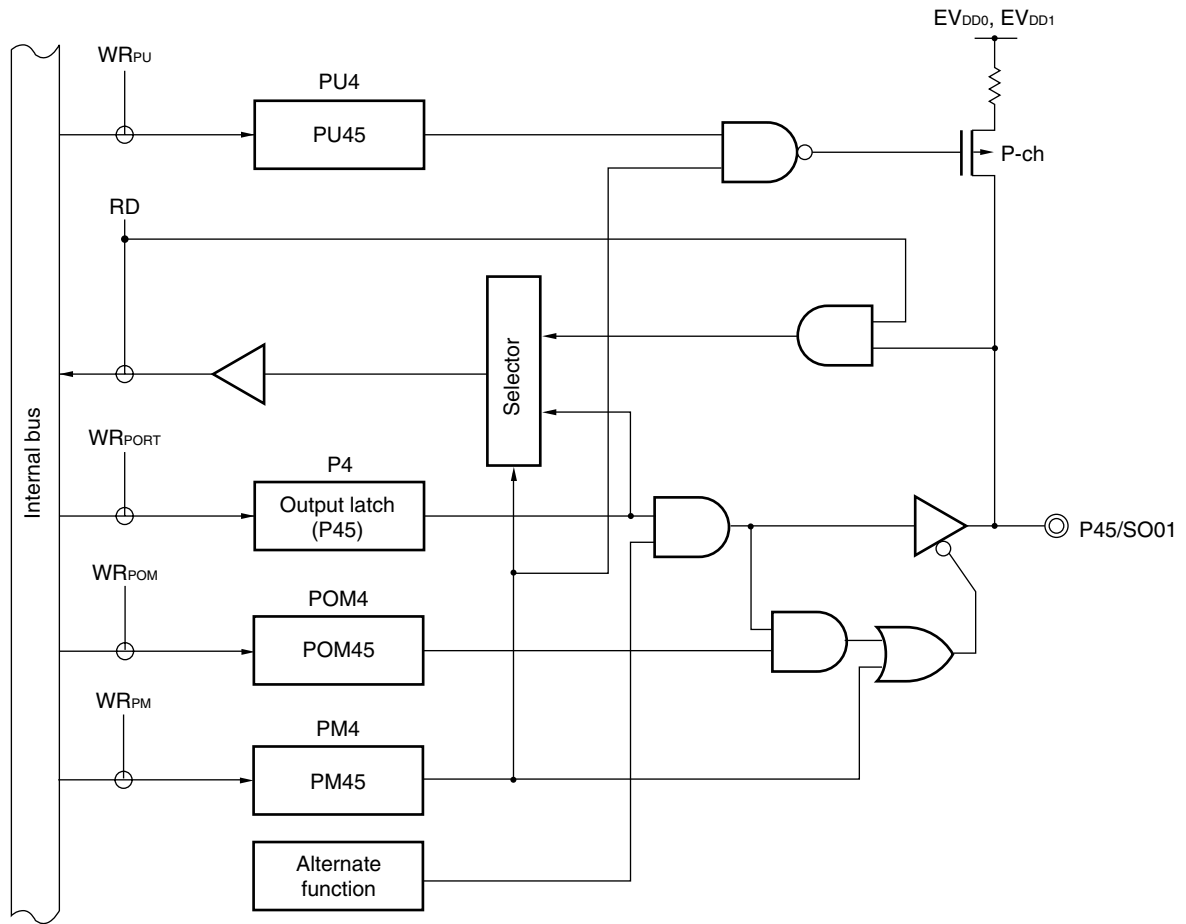 EVDD0, EVDD1
WRPU
PU4
PU45
P-ch
RD
Selector
Internal bus
WRPORT
P4
Output latch
(P45)
P45/SO01
WRPOM
POM4
POM45
WRPM
PM4
PM45
Alternate
function